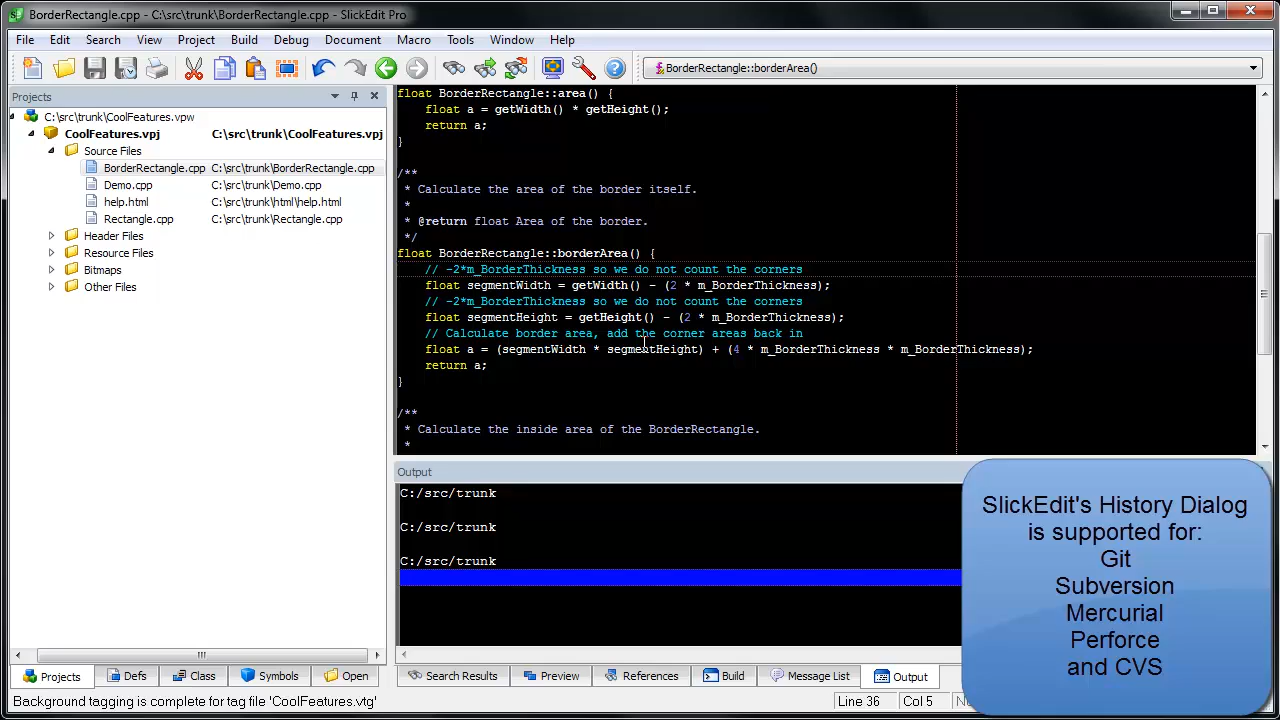 BorderRectangle.cpp - C:\src\trunk\BorderRectangle.cpp - SlickEdit Pro
File Edit Search View Project Build Debug Document Macro Tools Window Help
BorderRectangle::borderArea()
Projects
C:\src\trunk\CoolFeatures.vpw
CoolFeatures.vpj C:\src\trunk\CoolFeatures.vpj
Source Files
BorderRectangle.cpp C:\src\trunk\BorderRectangle.cpp
Demo.cpp C:\src\trunk\Demo.cpp
help.html C:\src\trunk\html\help.html
Rectangle.cpp C:\src\trunk\Rectangle.cpp
Header Files
Resource Files
Bitmaps
Other Files
float BorderRectangle::area() {
float a = getWidth() * getHeight();
return a;
}
/**
* Calculate the area of the border itself.
*
* @return float Area of the border.
*/
float BorderRectangle::borderArea() {
// -2*m_BorderThickness so we do not count the corners
float segmentWidth = getWidth() - (2 * m_BorderThickness);
// -2*m_BorderThickness so we do not count the corners
float segmentHeight = getHeight() - (2 * m_BorderThickness);
// Calculate border area, add the corner areas back in
float a = (segmentWidth * segmentHeight) + (4 * m_BorderThickness * m_BorderThickness);
return a;
}
/**
* Calculate the inside area of the BorderRectangle.
*
Output
C:/src/trunk
C:/src/trunk
C:/src/trunk
SlickEdit's History Dialog
is supported for:
Git
Subversion
Mercurial
Perforce
and CVS
Projects Defs Class Symbols Open
Search Results Preview References Build Message List Output
Background tagging is complete for tag file 'CoolFeatures.vtg'
Line 36 Col 5